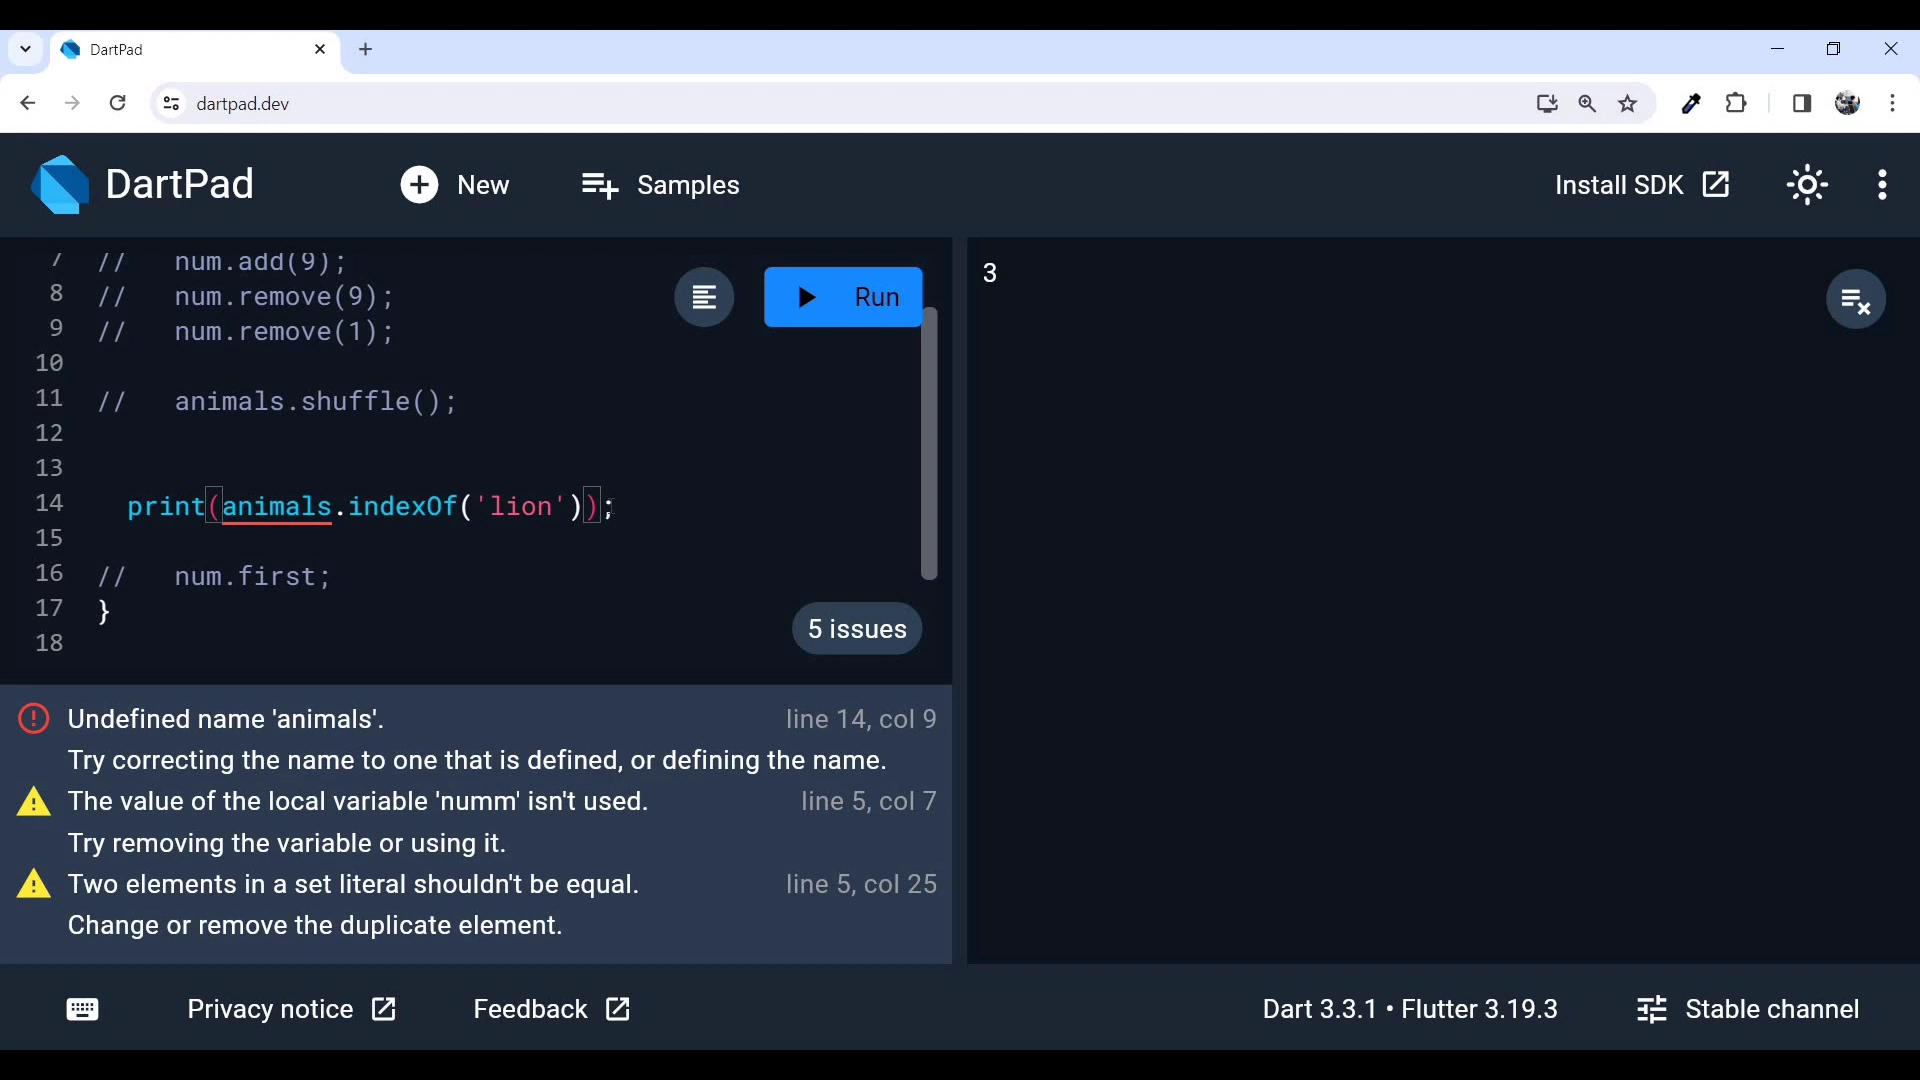 DartPad
dartpad.dev
DartPad
New
Samples
Install SDK
7 // num.add(9);
8 // num.remove(9);
9 // num.remove(1);
10
11 // animals.shuffle();
12
13
14 print(animals.indexOf('lion'));
15
16 // num.first;
17 }
18
Run
5 issues
3
Undefined name 'animals'. line 14, col 9
Try correcting the name to one that is defined, or defining the name.
The value of the local variable 'numm' isn't used. line 5, col 7
Try removing the variable or using it.
Two elements in a set literal shouldn't be equal. line 5, col 25
Change or remove the duplicate element.
Privacy notice
Feedback
Dart 3.3.1 • Flutter 3.19.3
Stable channel